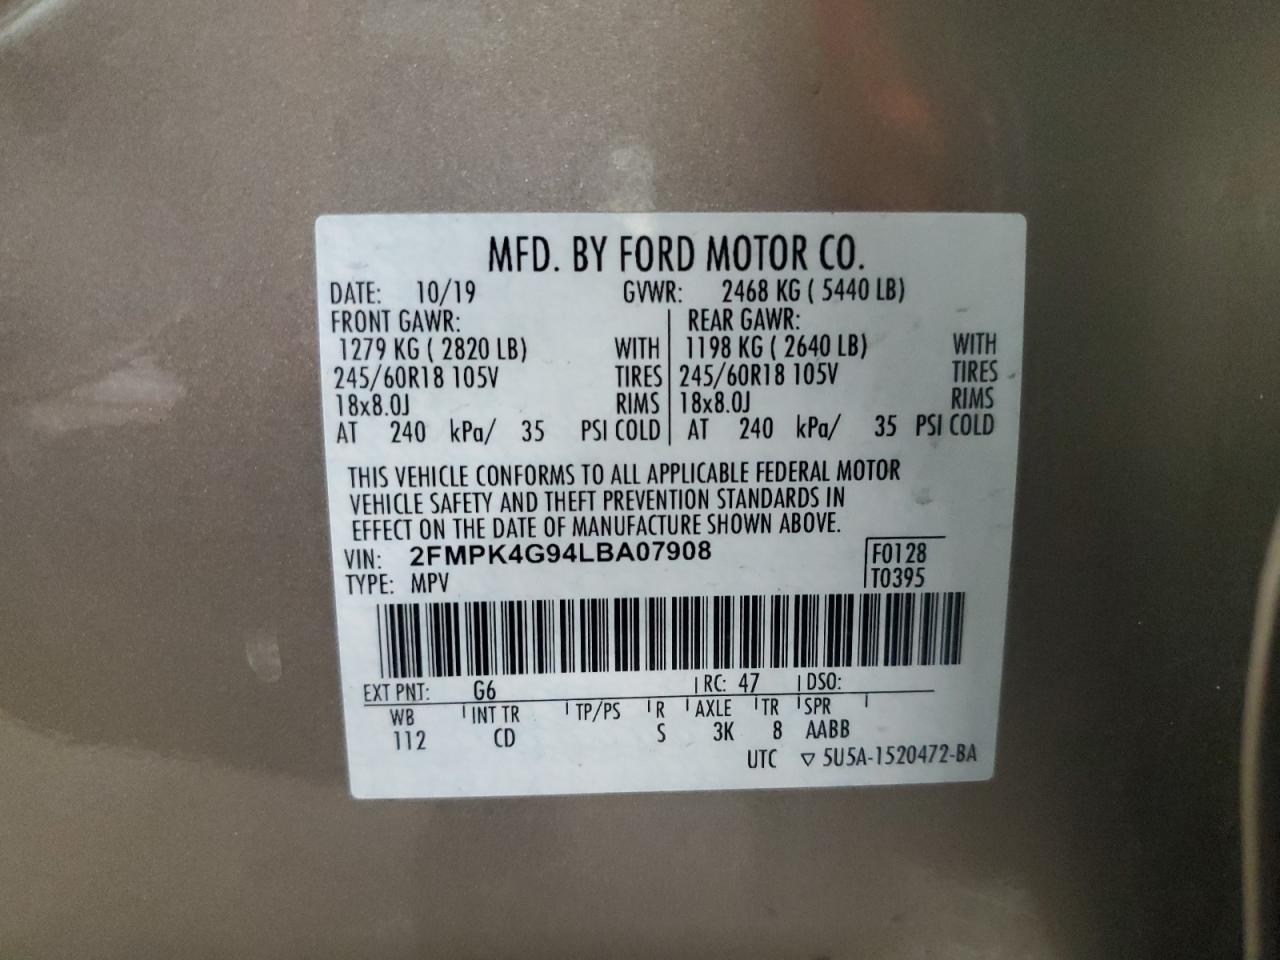 MFD. BY FORD MOTOR CO.
DATE: 10/19 GVWR: 2468 KG ( 5440 LB)
FRONT GAWR: REAR GAWR:
1279 KG ( 2820 LB) WITH 1198 KG ( 2640 LB) WITH
245/60R18 105V TIRES 245/60R18 105V TIRES
18x8.0J RIMS 18x8.0J RIMS
AT 240 kPa/ 35 PSI COLD AT 240 kPa/ 35 PSI COLD
THIS VEHICLE CONFORMS TO ALL APPLICABLE FEDERAL MOTOR
VEHICLE SAFETY AND THEFT PREVENTION STANDARDS IN
EFFECT ON THE DATE OF MANUFACTURE SHOWN ABOVE.
VIN: 2FMPK4G94LBA07908 F0128
TYPE: MPV T0395
EXT PNT: G6 RC: 47 DSO:
WB INT TR TP/PS R AXLE TR SPR
112 CD S 3K 8 AABB
UTC ▽ 5U5A-1520472-BA